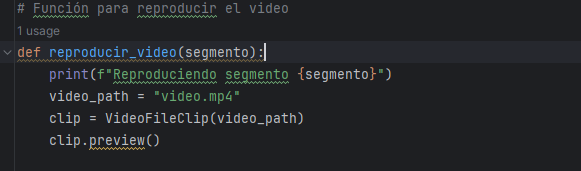 # Función para reproducir el video
1 usage
def reproducir_video(segmento):
    print(f"Reproduciendo segmento {segmento}")
    video_path = "video.mp4"
    clip = VideoFileClip(video_path)
    clip.preview()